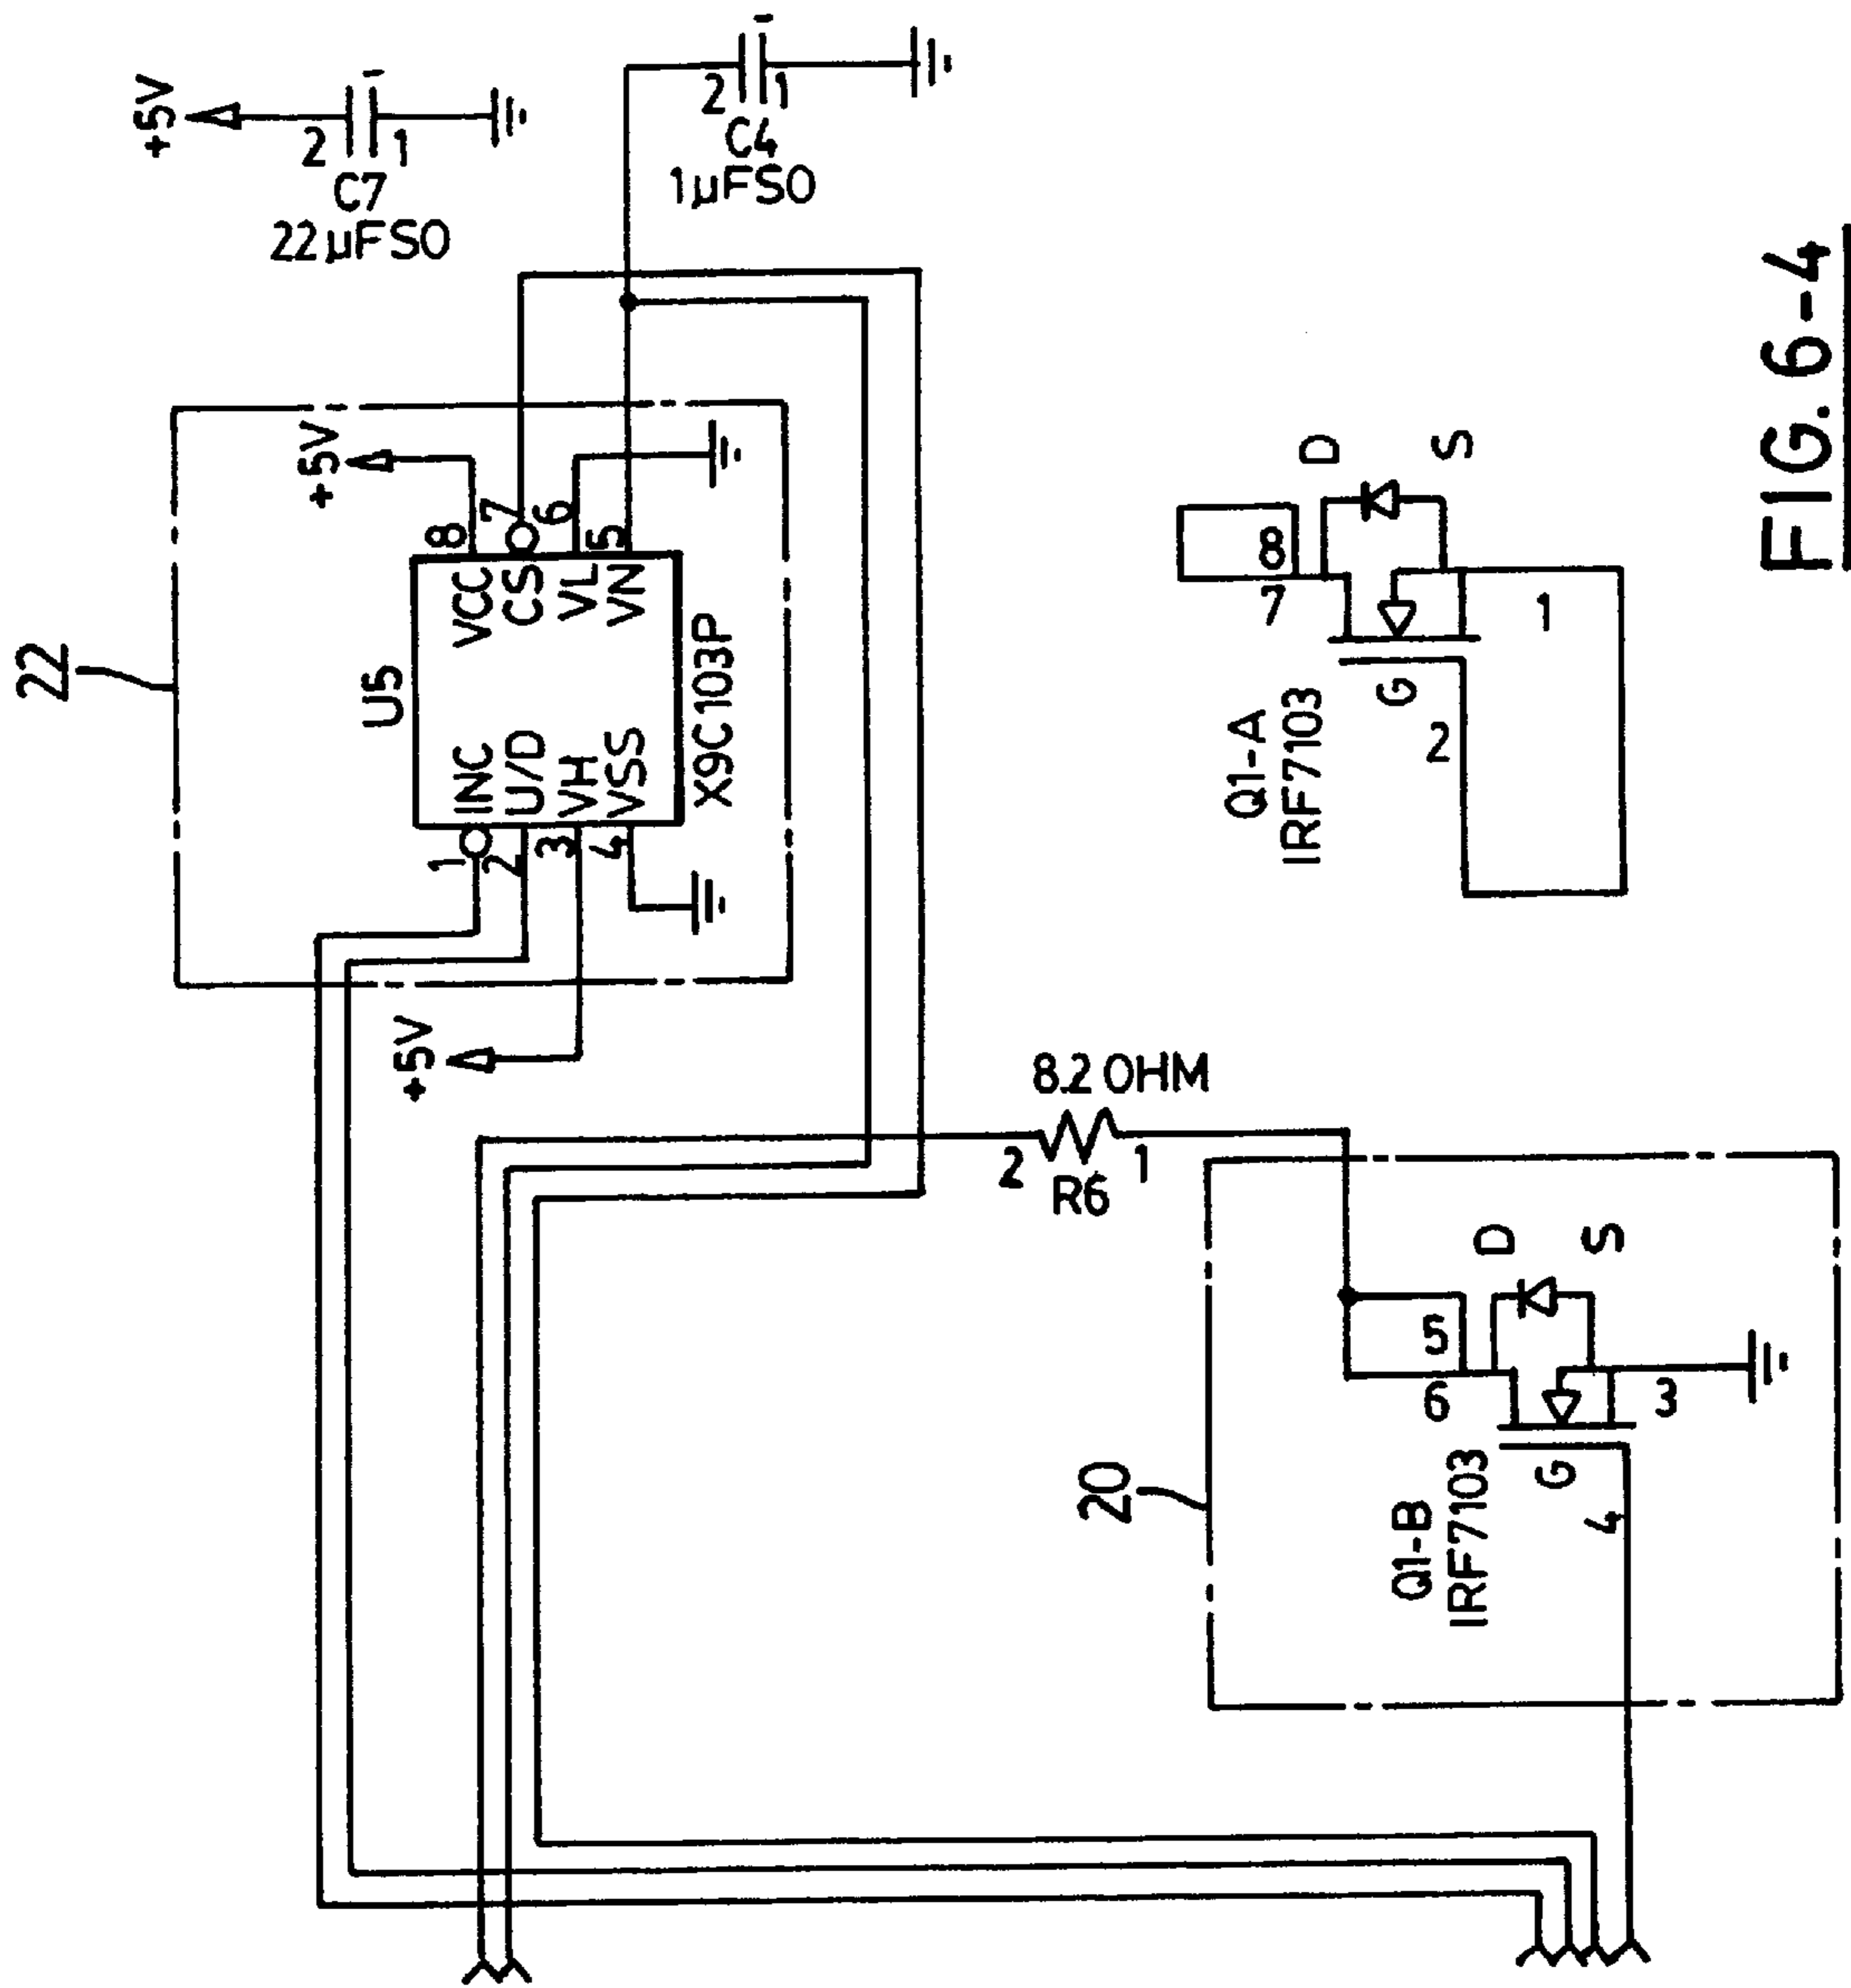 +5V
2
1
C7
22µFSO
2
1
C4
1µFSO
22
+5V
U5
1
INC
VCC
8
2
U/D
CS
7
3
VH
VL
6
4
VSS
VN
5
X9C103P
+5V
8.2 OHM
2
1
R6
20
Q1-B
IRF7103
6
5
D
G
S
4
3
Q1-A
IRF7103
7
8
D
G
S
2
1
FIG. 6-4